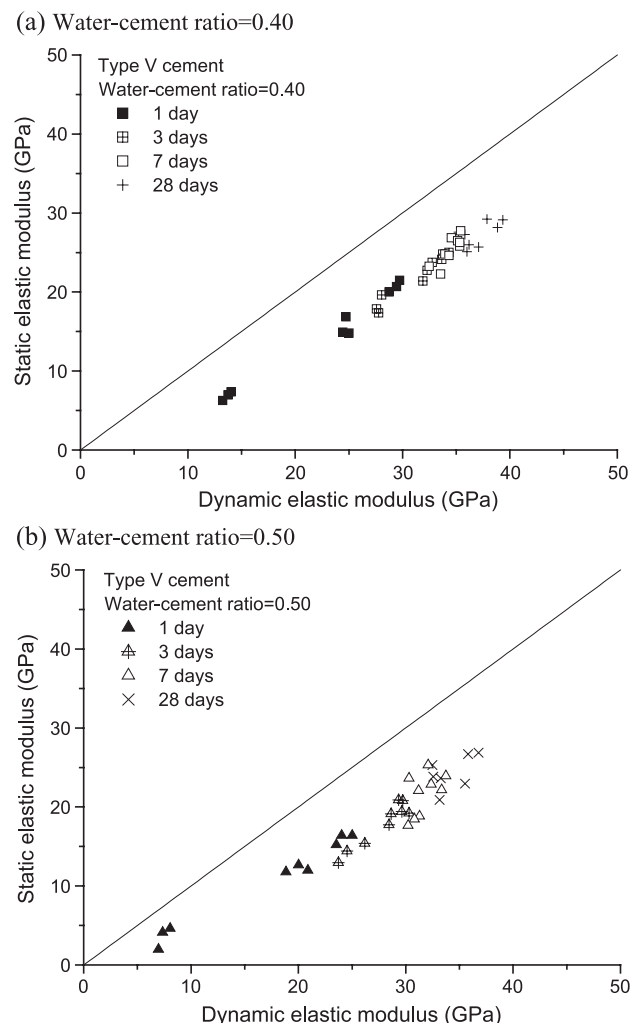 (a) Water-cement ratio=0.40
50
Type V cement
Water-cement ratio=0.40
1 day
3 days
7 days
28 days
40
30
20
10
0
Static elastic modulus (GPa)
0 10 20 30 40 50
Dynamic elastic modulus (GPa)
(b) Water-cement ratio=0.50
50
Type V cement
Water-cement ratio=0.50
1 day
3 days
7 days
28 days
40
30
20
10
0
Static elastic modulus (GPa)
0 10 20 30 40 50
Dynamic elastic modulus (GPa)